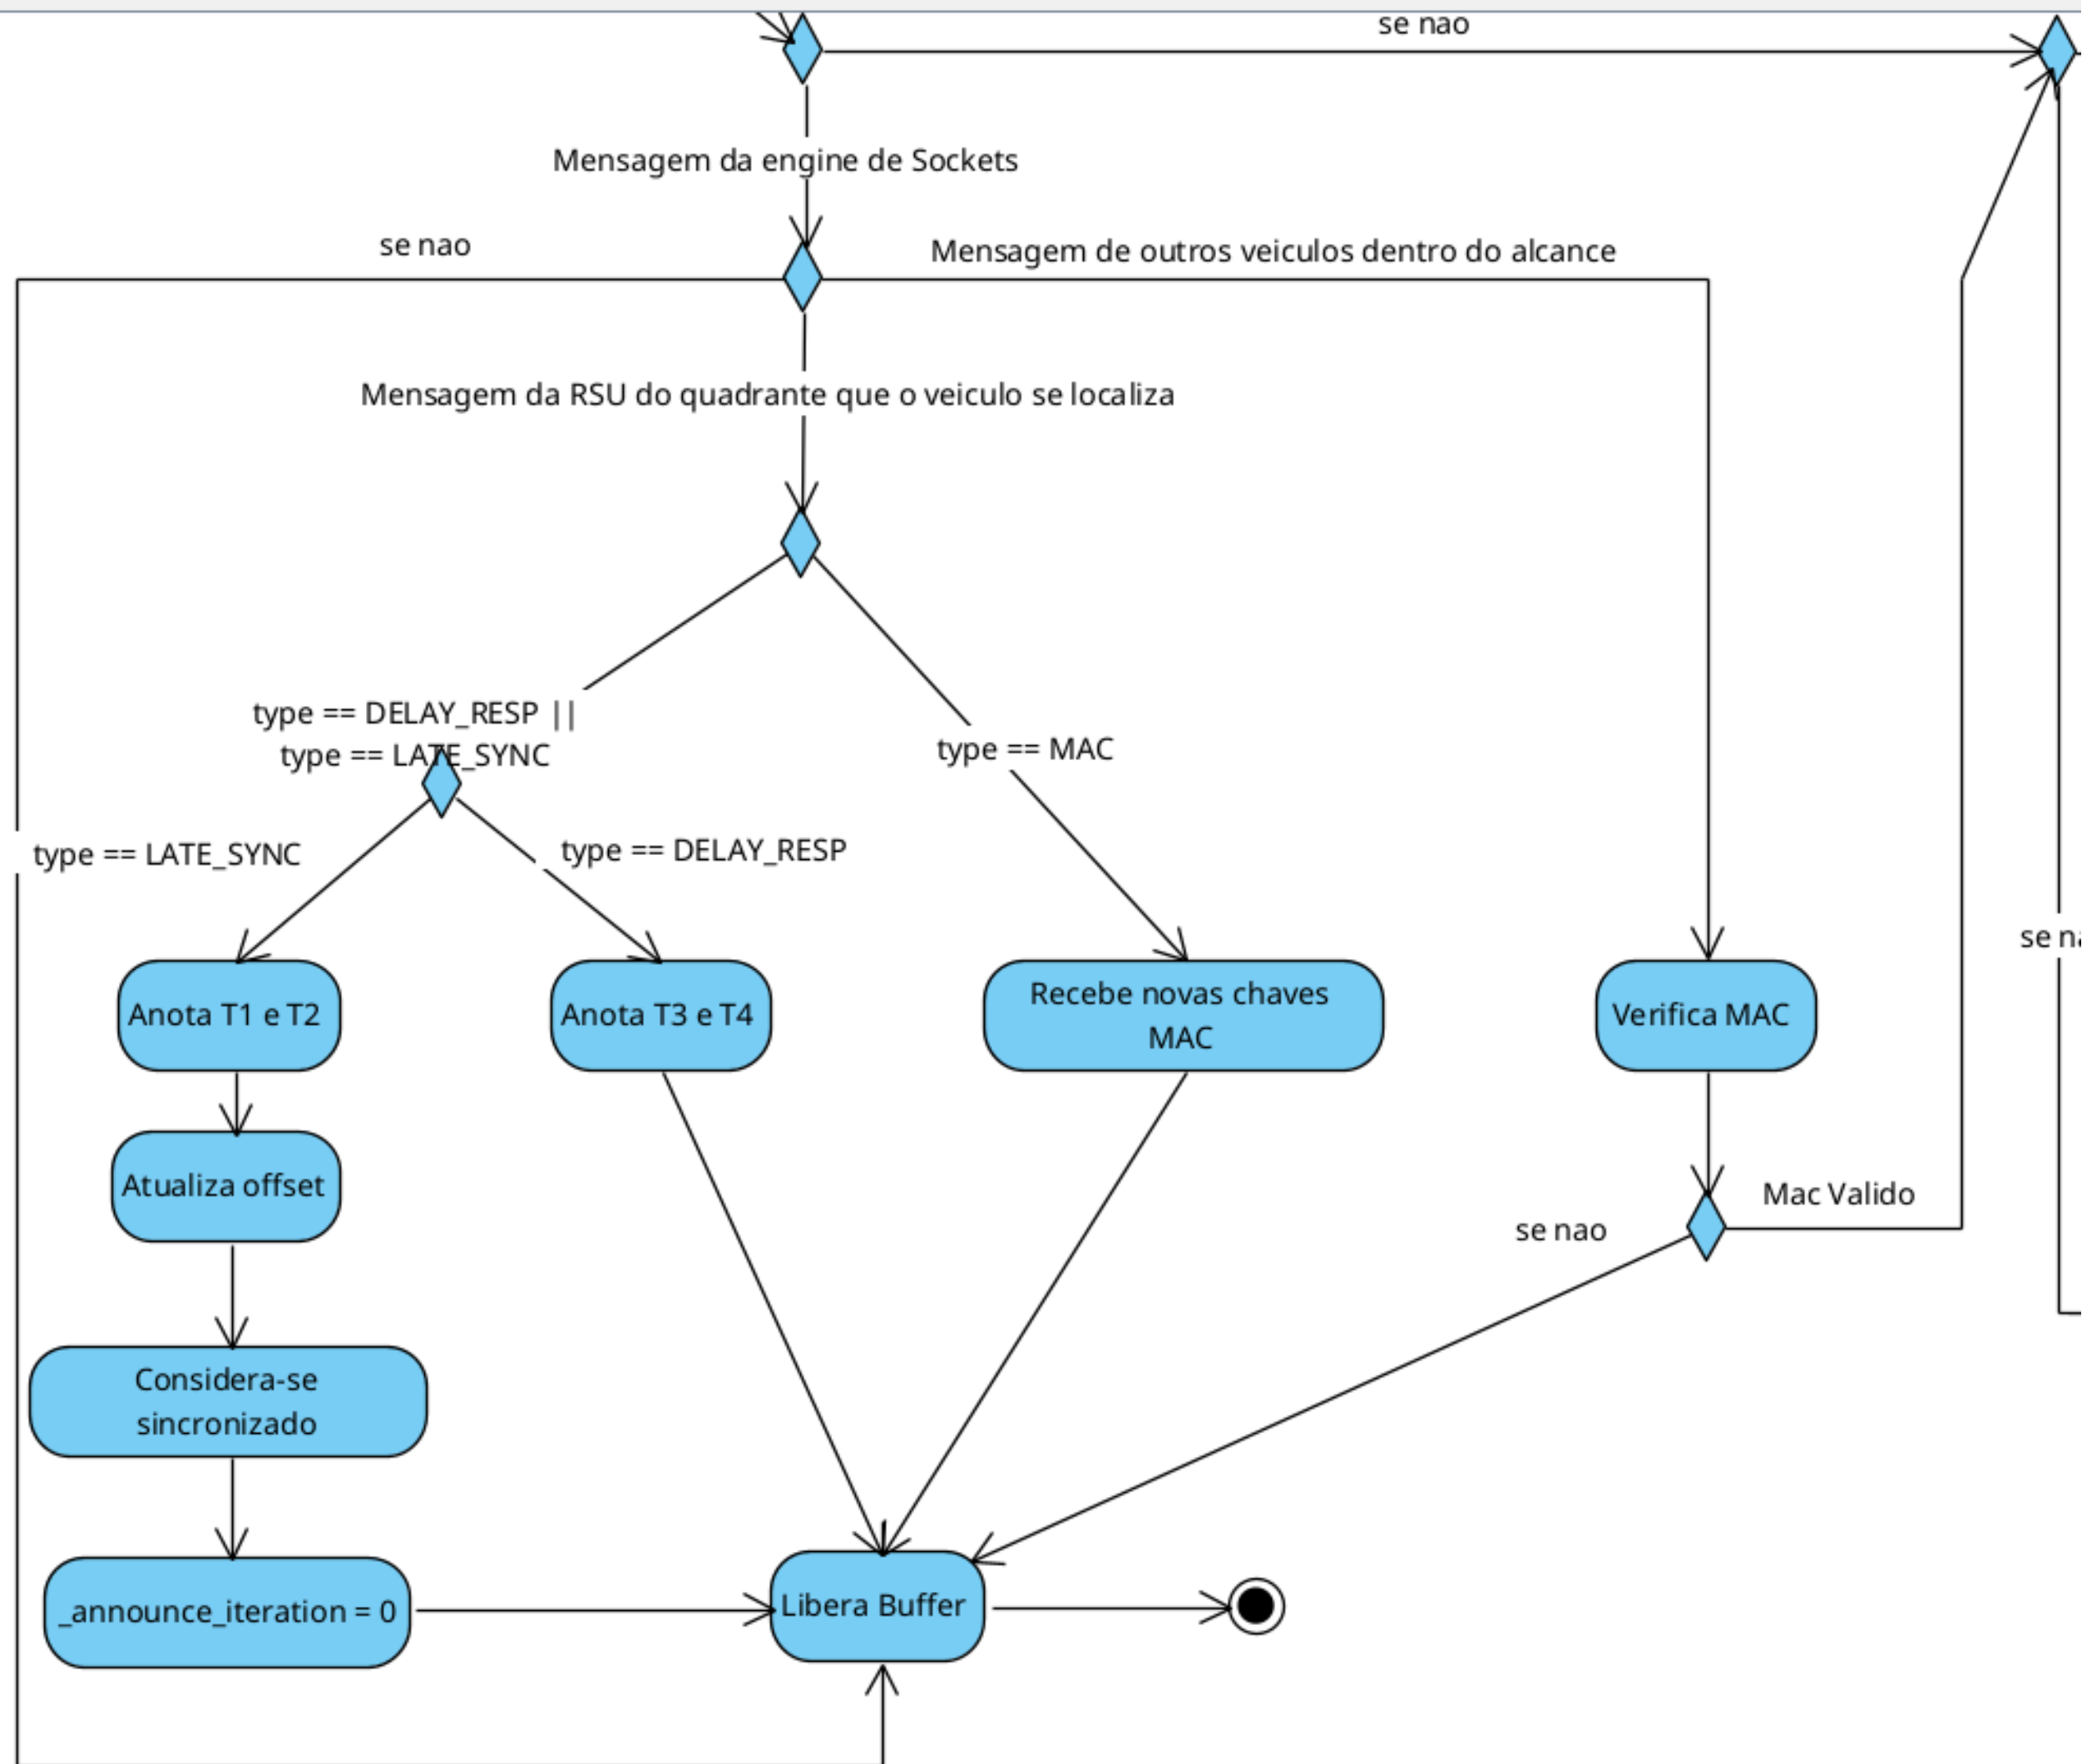 se nao
Mensagem da engine de Sockets
se nao
Mensagem de outros veiculos dentro do alcance
Mensagem da RSU do quadrante que o veiculo se localiza
type == DELAY_RESP ||
type == LATE_SYNC
type == MAC
type == LATE_SYNC
type == DELAY_RESP
se
Anota T1 e T2
Anota T3 e T4
Recebe novas chaves
MAC
Verifica MAC
Atualiza offset
Mac Valido
se nao
Considera-se
sincronizado
_announce_iteration = 0
Libera Buffer